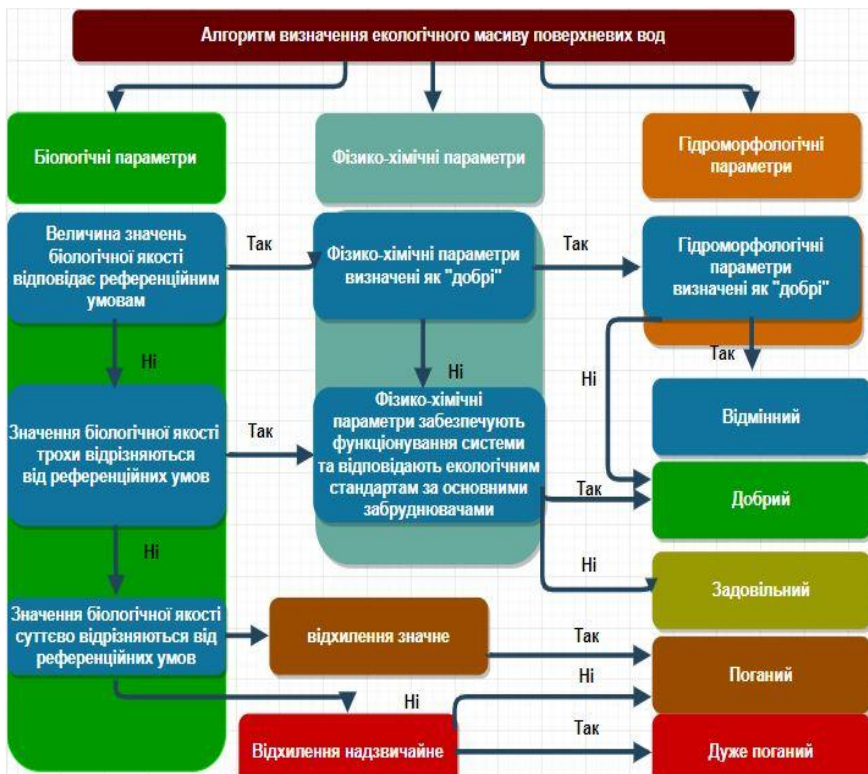 Алгоритм визначення екологічного масиву поверхневих вод
Біологічні параметри
Фізико-хімічні параметри
Гідроморфологічні
параметри
Величина значень
біологічної якості
відповідає референційним
умовам
Так
Фізико-хімічні параметри
визначені як "добрі"
Так
Гідроморфологічні
параметри
визначені як "добрі"
Ні
Ні
Ні
Так
Значення біологічної якості
трохи відрізняються
від референційних умов
Так
Фізико-хімічні
параметри забезпечують
функціонування системи
та відповідають екологічним
стандартам за основними
забруднювачами
Відмінний
Так
Добрий
Ні
Ні
Задовільний
Значення біологічної якості
суттєво відрізняються від
референційних умов
відхилення значне
Так
Поганий
Ні
Ні
Відхилення надзвичайне
Так
Дуже поганий